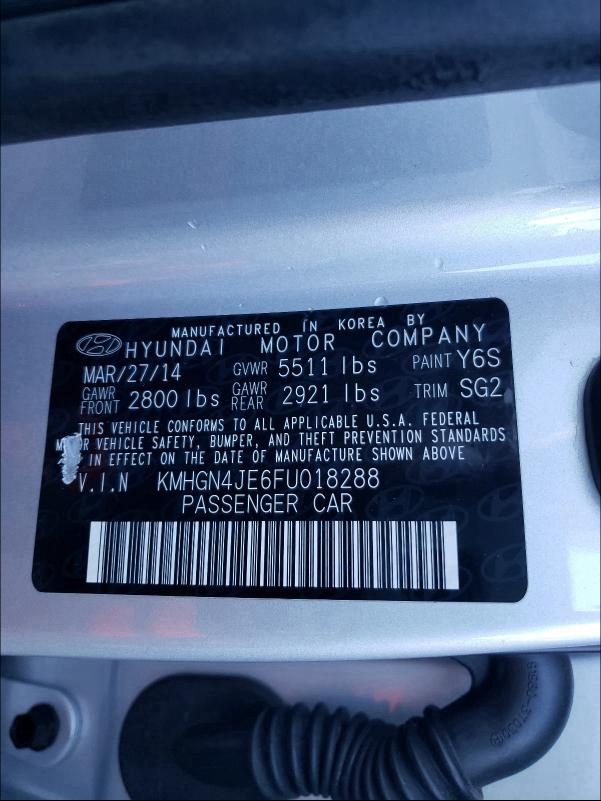 MANUFACTURED IN KOREA BY
HYUNDAI MOTOR COMPANY
MAR/27/14 GVWR 5511 lbs PAINT Y6S
GAWR FRONT 2800 lbs GAWR REAR 2921 lbs TRIM SG2
THIS VEHICLE CONFORMS TO ALL APPLICABLE U.S.A. FEDERAL
VEHICLE SAFETY, BUMPER, AND THEFT PREVENTION STANDARDS
IN EFFECT ON THE DATE OF MANUFACTURE SHOWN ABOVE
V.I.N KMHGN4JE6FU018288
PASSENGER CAR